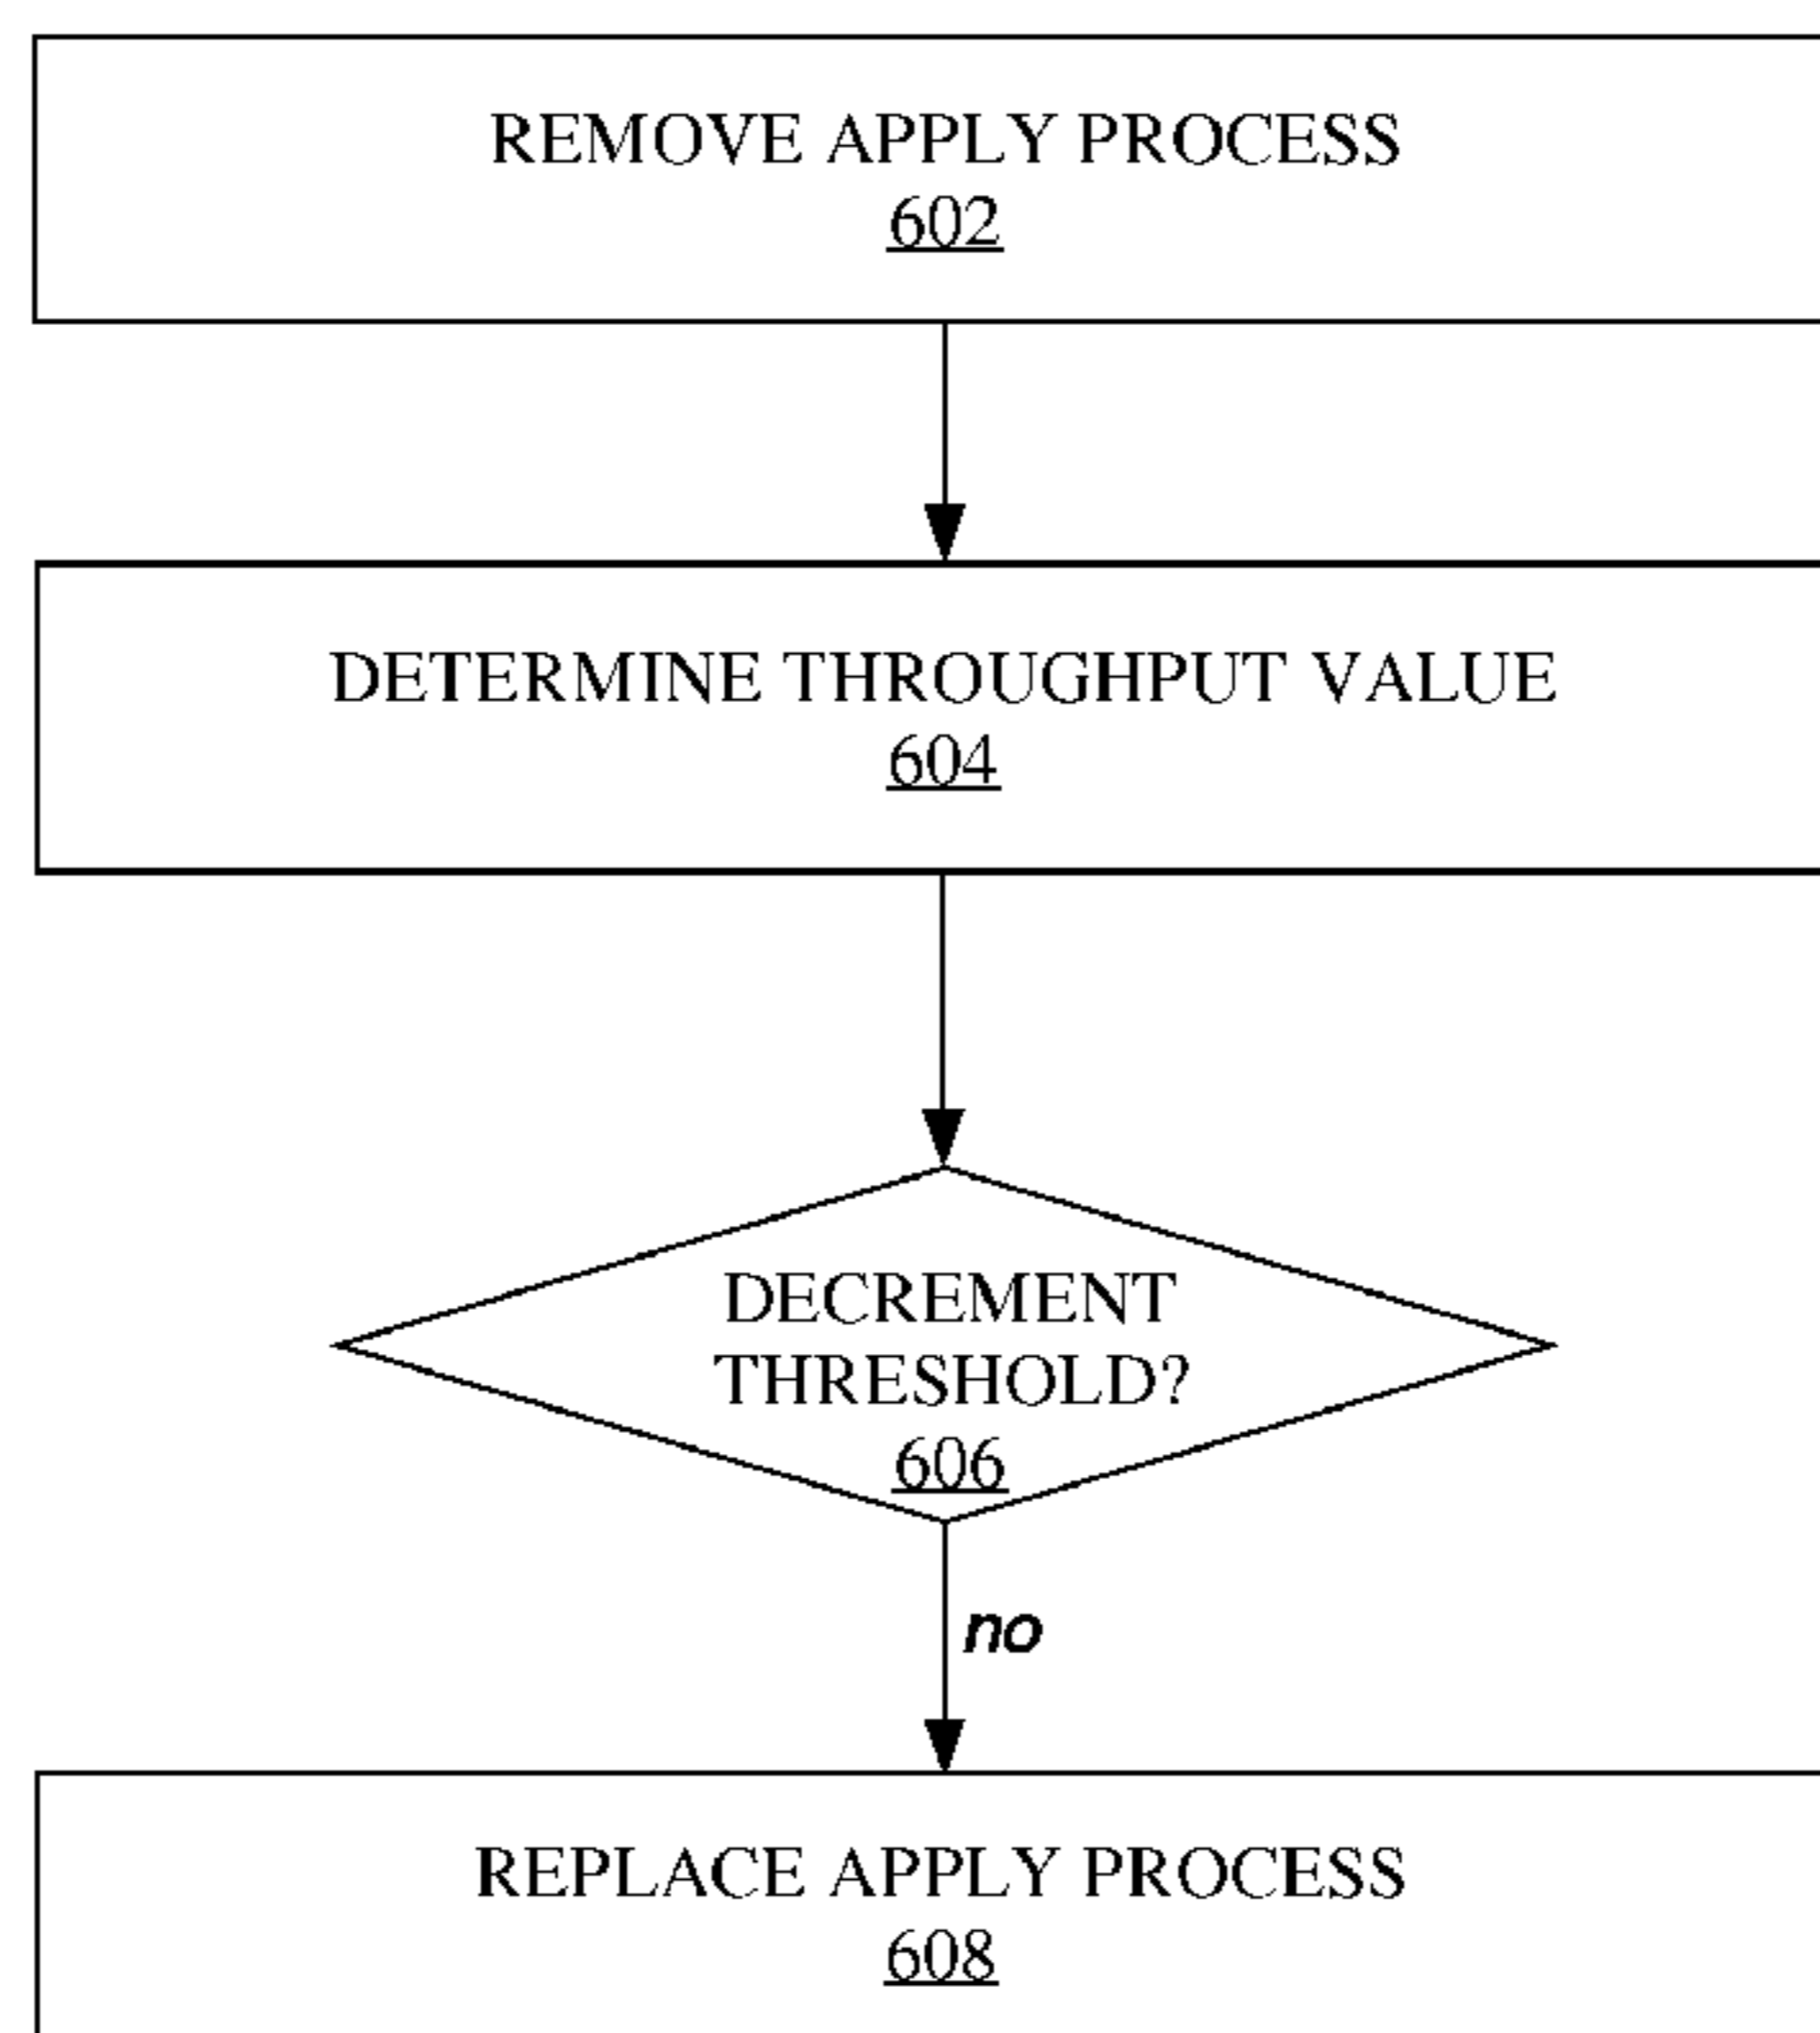 REMOVE APPLY PROCESS
602
DETERMINE THROUGHPUT VALUE
604
DECREMENT
THRESHOLD?
606
no
REPLACE APPLY PROCESS
608